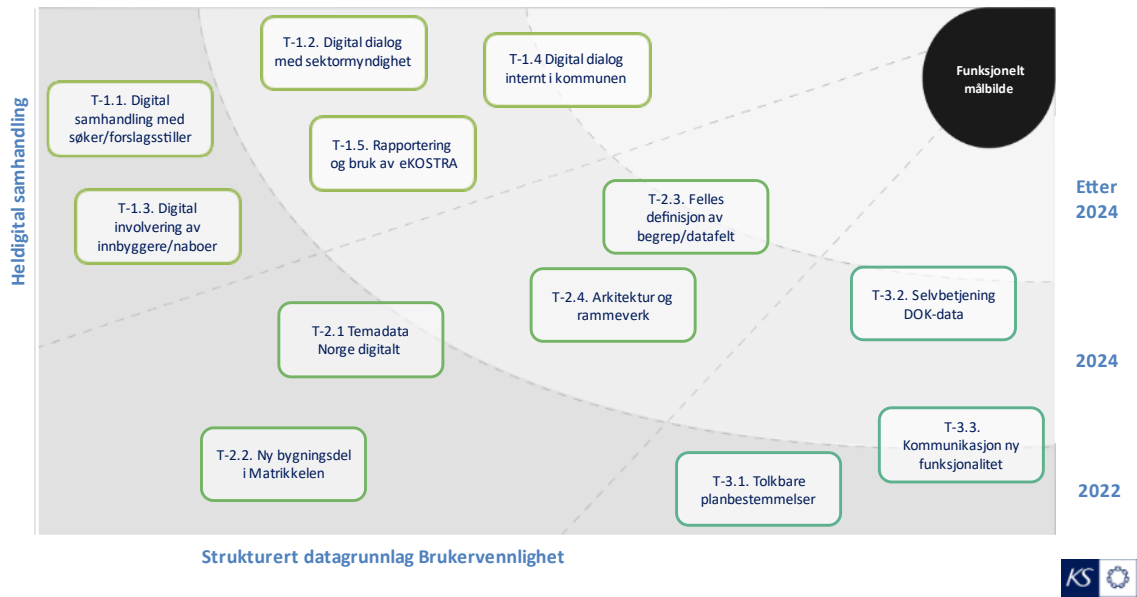 Heldigital samhandling
T-1.2. Digital dialog
med sektormyndighet
T-1.4 Digital dialog
internt i kommunen
Funksjonelt
målbilde
T-1.1. Digital
samhandling med
søker/forslagsstiller
T-1.5. Rapportering
og bruk av eKOSTRA
T-1.3. Digital
involvering av
innbyggere/naboer
T-2.3. Felles
definisjon av
begrep/datafelt
Etter
2024
T-2.4. Arkitektur og
rammeverk
T-3.2. Selvbetjening
DOK-data
T-2.1 Temadata
Norge digitalt
2024
T-2.2. Ny bygningsdel
i Matrikkelen
T-3.1. Tolkbare
planbestemmelser
T-3.3.
Kommunikasjon ny
funksjonalitet
2022
Strukturert datagrunnlag Brukervennlighet
KS